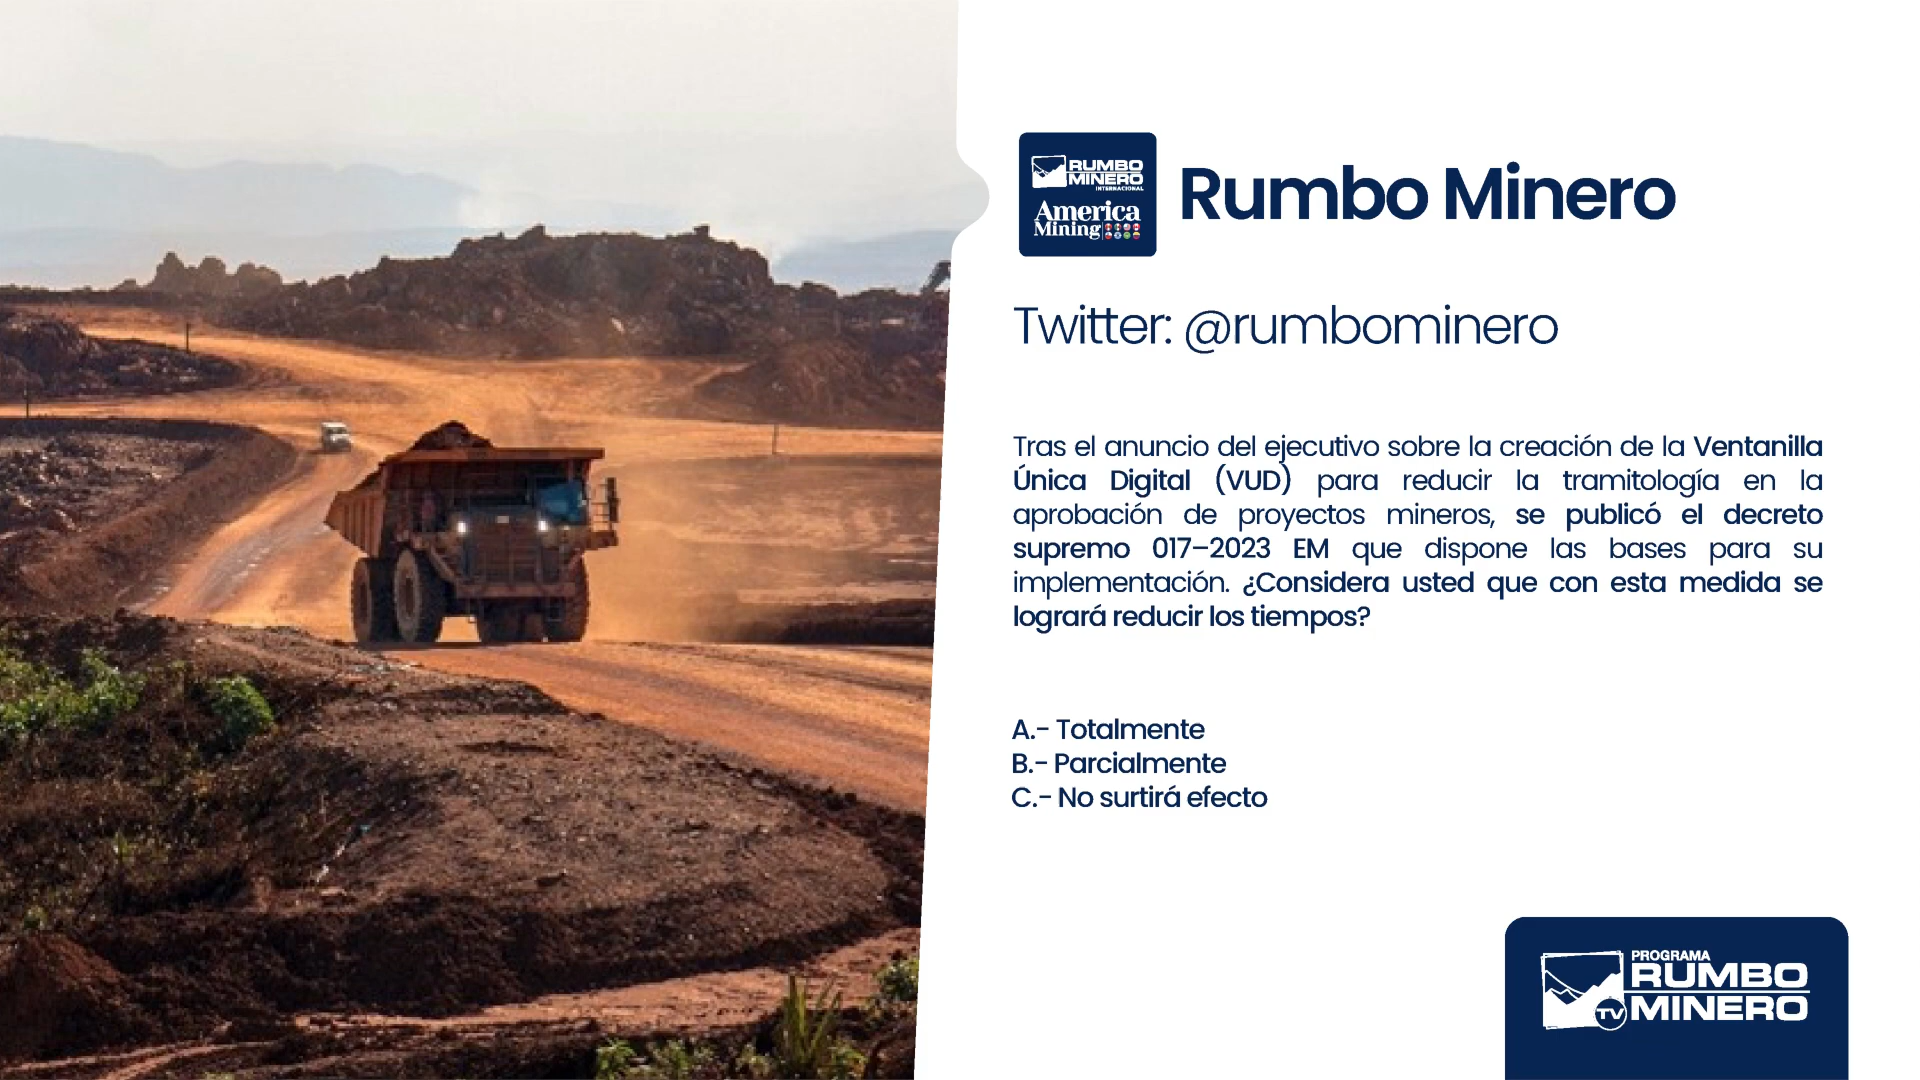 RUMBO
MINERO
INTERNACIONAL
America
Mining
Rumbo Minero
Twitter: @rumbominero
Tras el anuncio del ejecutivo sobre la creación de la Ventanilla
Única Digital (VUD) para reducir la tramitología en la
aprobación de proyectos mineros, se publicó el decreto
supremo 017–2023 EM que dispone las bases para su
implementación. ¿Considera usted que con esta medida se
logrará reducir los tiempos?
A.- Totalmente
B.- Parcialmente
C.- No surtirá efecto
PROGRAMA
RUMBO
MINERO
TV